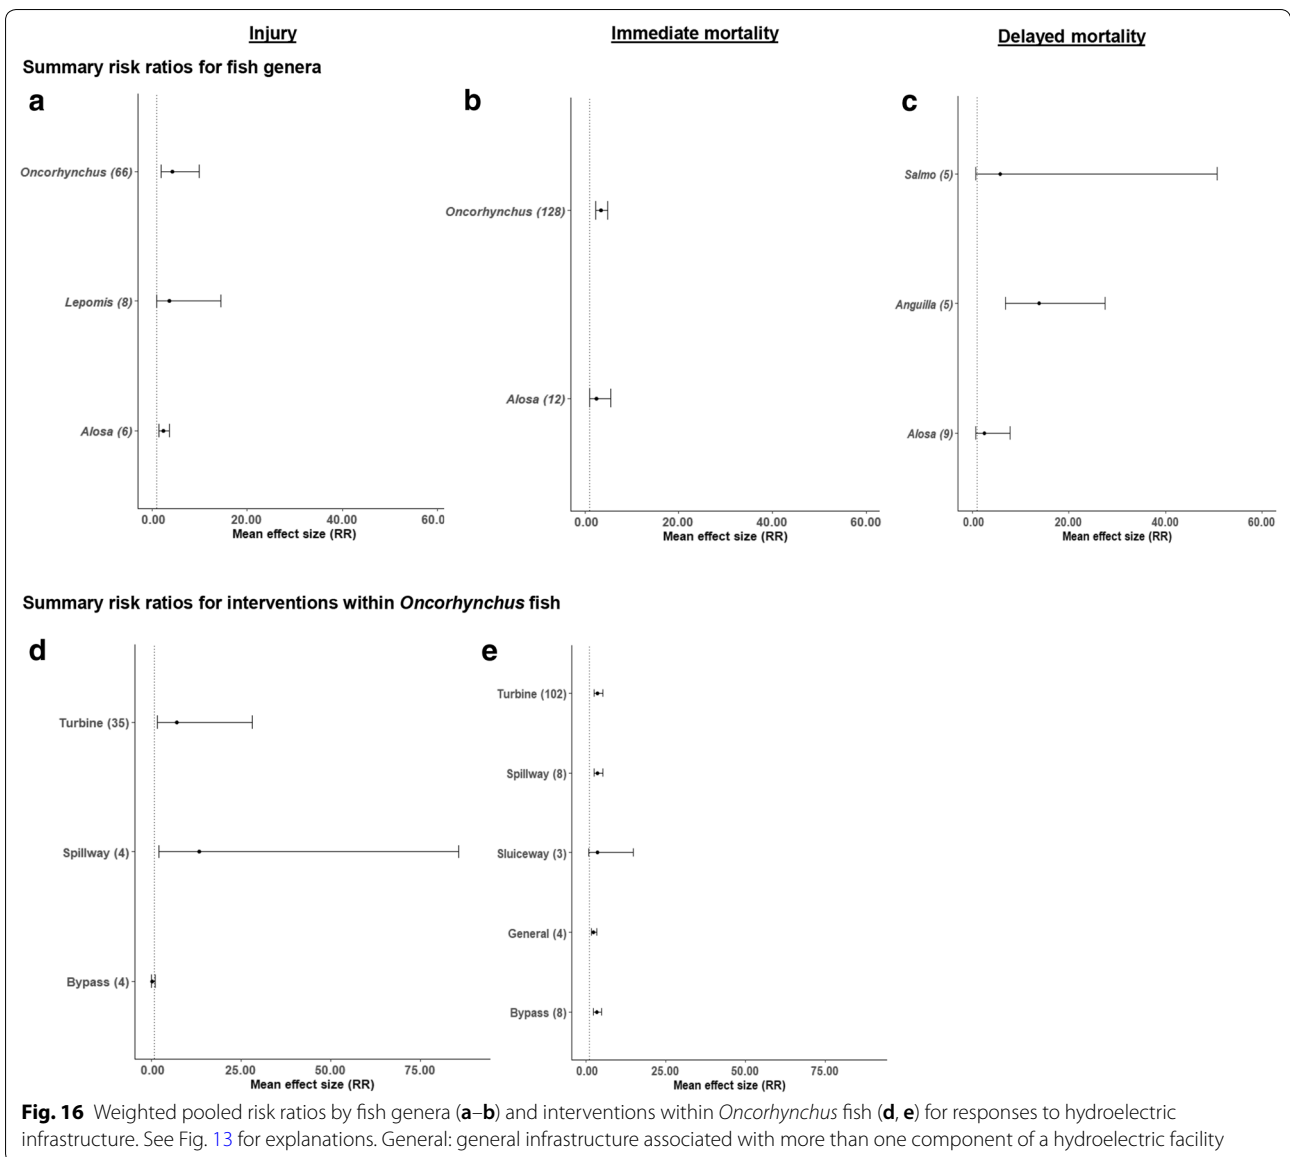 Injury
Immediate mortality
Delayed mortality
Summary risk ratios for fish genera
a
Oncorhynchus (66)
Lepomis (8)
Alosa (6)
0.00 20.00 40.00 60.0
Mean effect size (RR)
b
Oncorhynchus (128)
Alosa (12)
0.00 20.00 40.00 60.00
Mean effect size (RR)
c
Salmo (5)
Anguilla (5)
Alosa (9)
0.00 20.00 40.00 60.00
Mean effect size (RR)
Summary risk ratios for interventions within Oncorhynchus fish
d
Turbine (35)
Spillway (4)
Bypass (4)
0.00 25.00 50.00 75.00
Mean effect size (RR)
e
Turbine (102)
Spillway (8)
Sluiceway (3)
General (4)
Bypass (8)
0.00 25.00 50.00 75.00
Mean effect size (RR)
Fig. 16 Weighted pooled risk ratios by fish genera (a–b) and interventions within Oncorhynchus fish (d, e) for responses to hydroelectric
infrastructure. See Fig. 13 for explanations. General: general infrastructure associated with more than one component of a hydroelectric facility